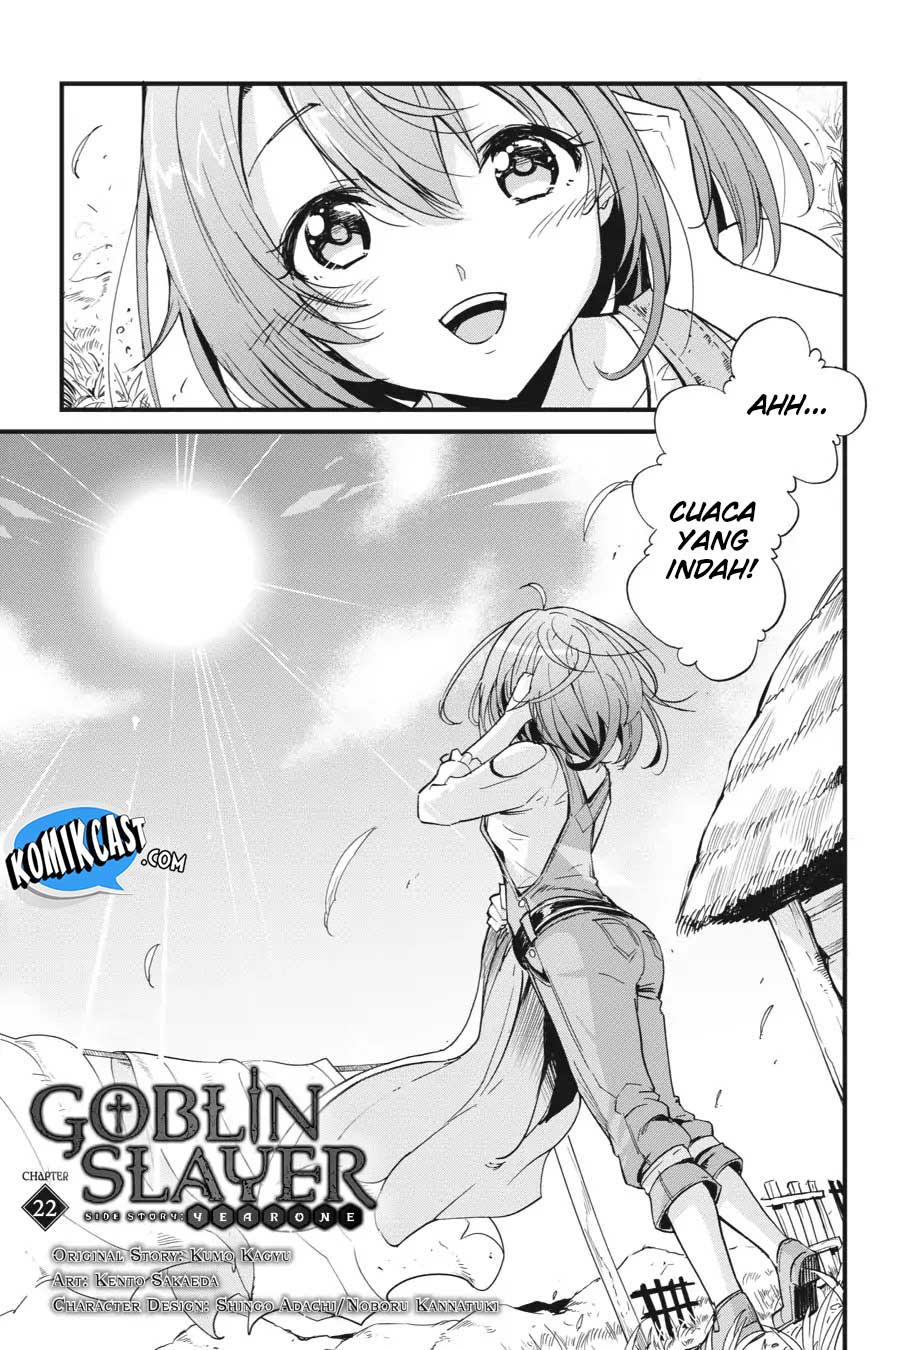 AHH...
CUACA
YANG
INDAH!
KOMIKCAST
.COM
GOBLIN
SLAYER
CHAPTER
22
SIDE STORY: YEAR ONE
ORIGINAL STORY: KUMO KAGYU
ART: KENTO SAKAEDA
CHARACTER DESIGN: SHINGO ADACHI/NOBORU KANNATUKI